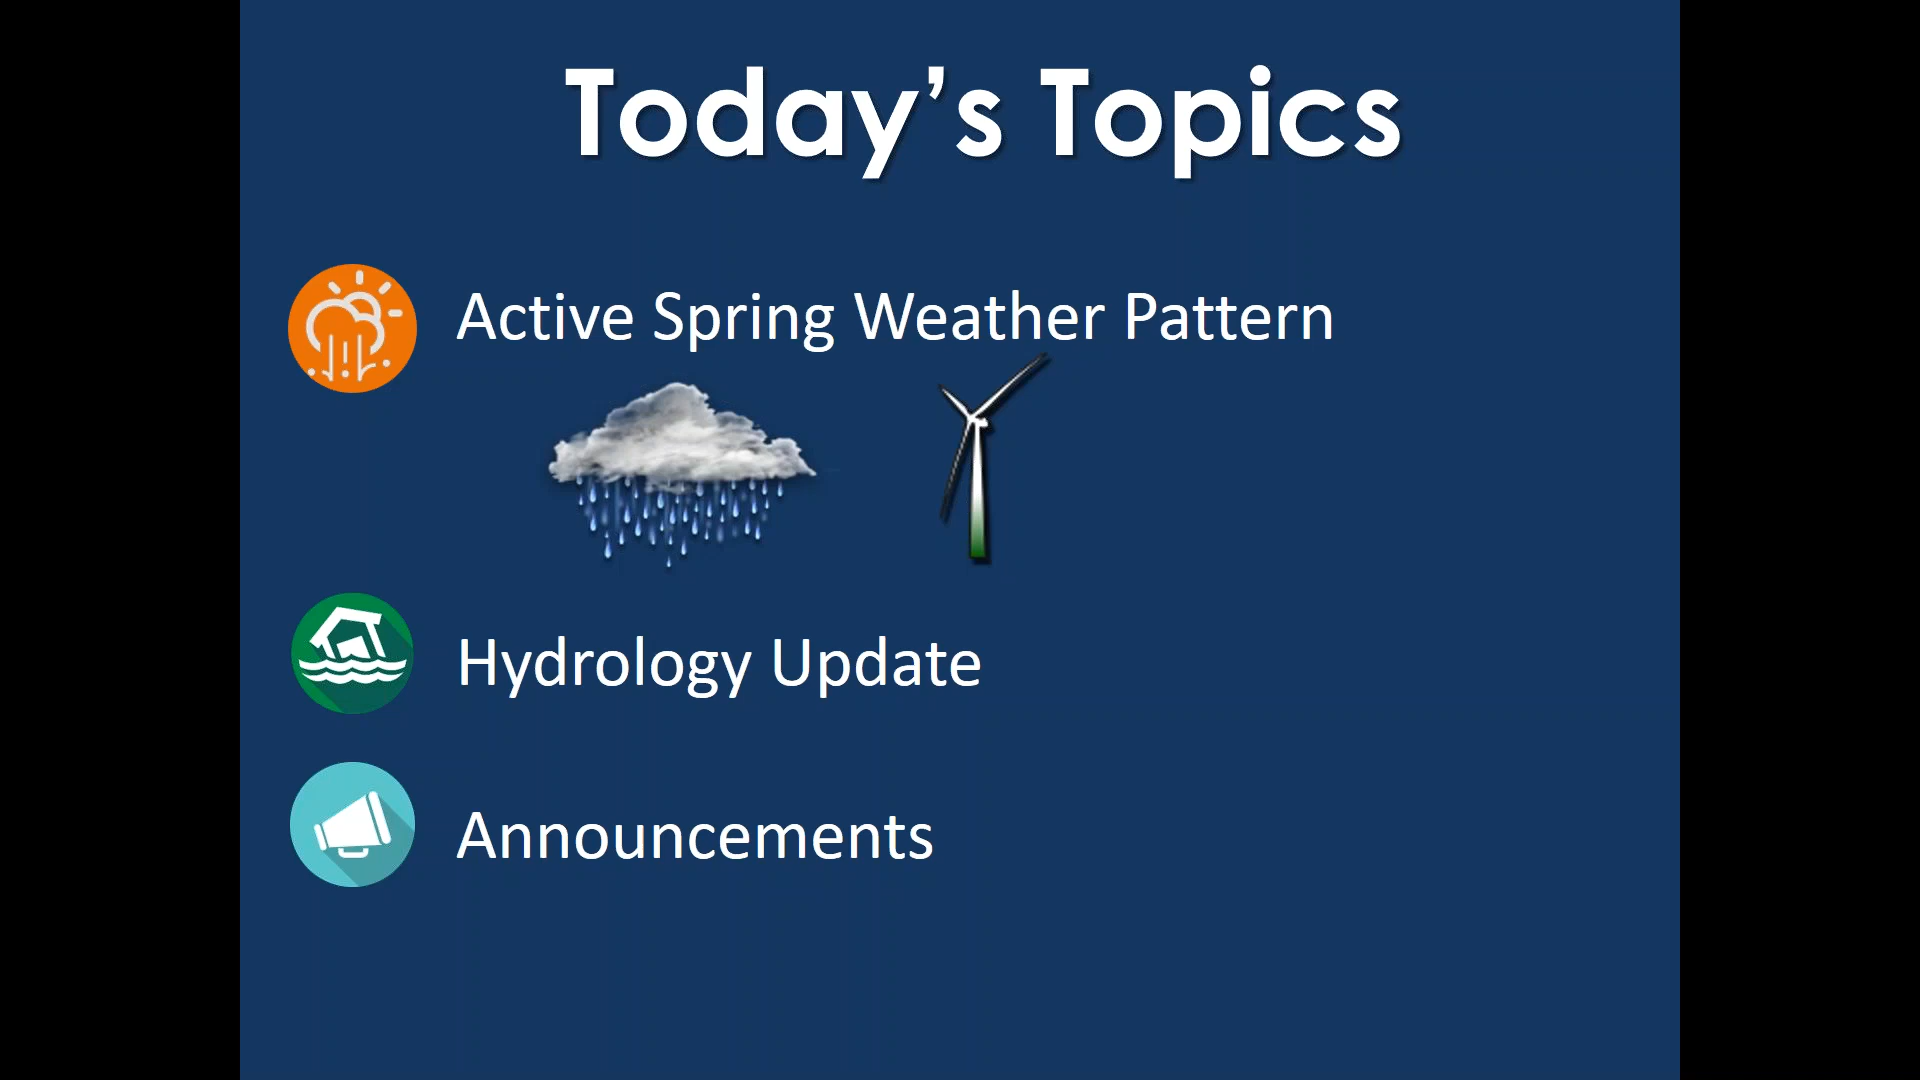 Today’s Topics
Active Spring Weather Pattern
Hydrology Update
Announcements